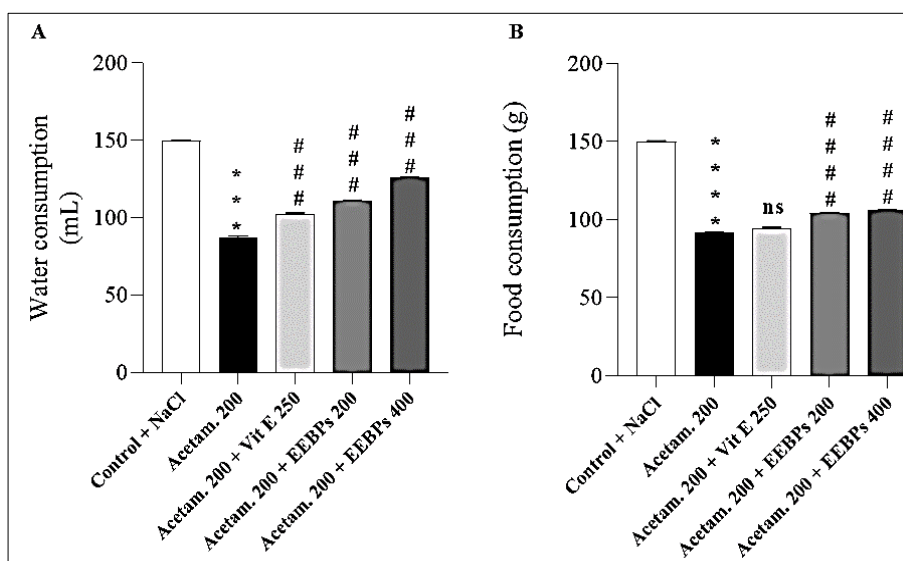 A
Water consumption
(mL)
200
150
100
50
0
*
*
*
#
#
#
#
#
#
#
#
#
Control + NaCl
Acetam. 200
Acetam. 200 + Vit E 250
Acetam. 200 + EEBPs 200
Acetam. 200 + EEBPs 400
B
Food consumption (g)
200
150
100
50
0
*
*
*
*
ns
#
#
#
#
#
#
#
#
Control + NaCl
Acetam. 200
Acetam. 200 + Vit E 250
Acetam. 200 + EEBPs 200
Acetam. 200 + EEBPs 400